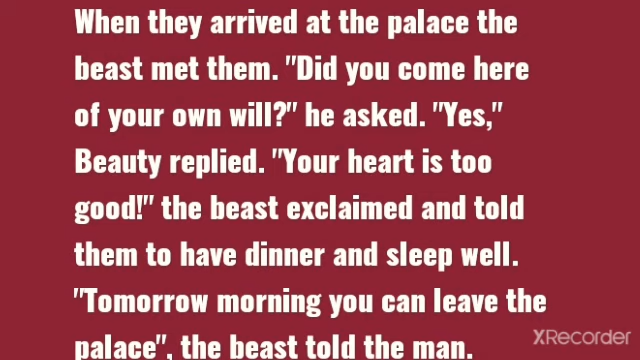 When they arrived at the palace the
beast met them. "Did you come here
of your own will?" he asked. "Yes,"
Beauty replied. "Your heart is too
good!" the beast exclaimed and told
them to have dinner and sleep well.
"Tomorrow morning you can leave the
palace", the beast told the man.
XRecorder